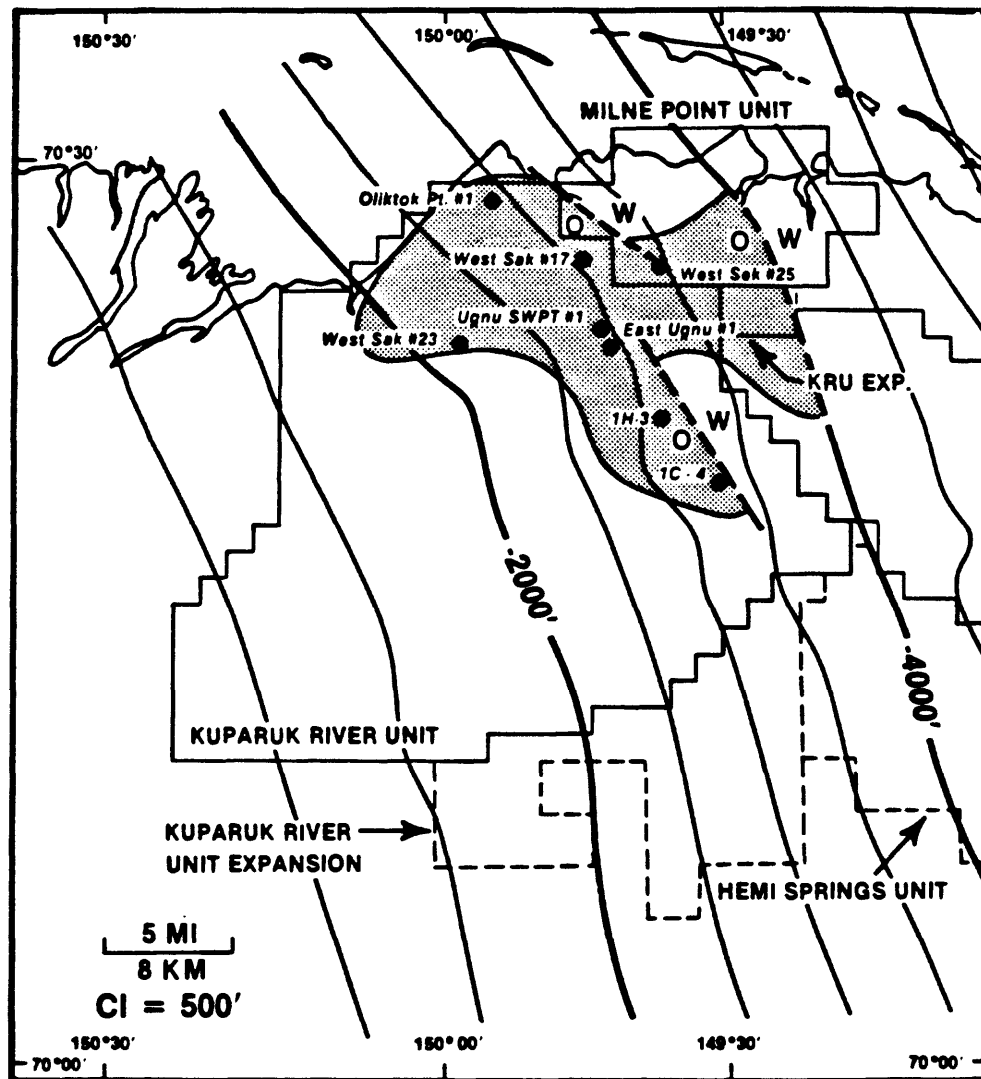 150°30' 150°00' 149°30'
MILNE POINT UNIT
70°30'
Oliktok Pt. #1
O W
O W
West Sak #17
West Sak #25
Ugnu SWPT #1
East Ugnu #1
West Sak #23
KRU EXP.
1H-3
O W
1C-4
-2000'
-4000'
KUPARUK RIVER UNIT
KUPARUK RIVER
UNIT EXPANSION
HEMI SPRINGS UNIT
5 MI
8 KM
CI = 500'
150°30' 150°00' 149°30'
70°00' 70°00'